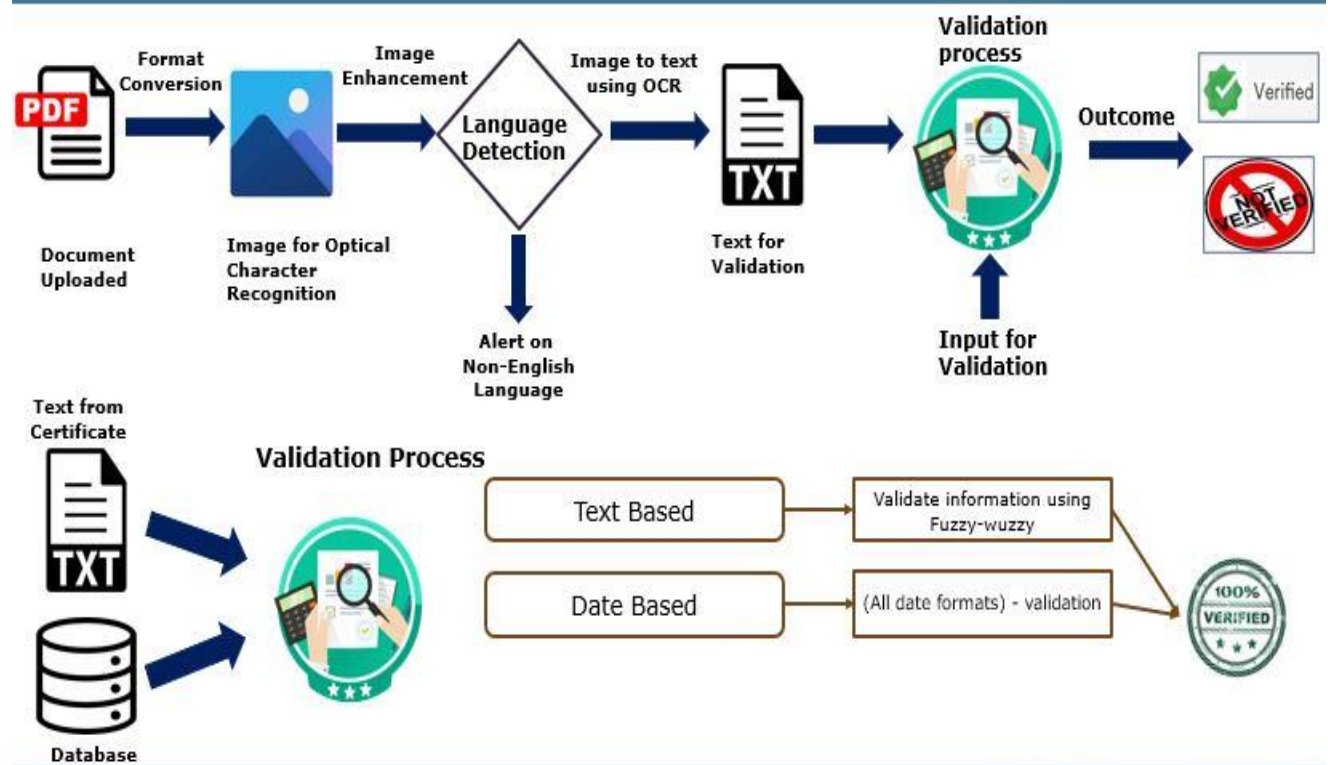 Format
Conversion
PDF
Document
Uploaded
Image for Optical
Character
Recognition
Image
Enhancement
Language
Detection
Alert on
Non-English
Language
Image to text
using OCR
TXT
Text for
Validation
Validation
process
Input for
Validation
Outcome
Verified
NOT
VERIFIED
Text from
Certificate
TXT
Database
Validation Process
Text Based
Validate information using
Fuzzy-wuzzy
Date Based
(All date formats) - validation
100%
VERIFIED